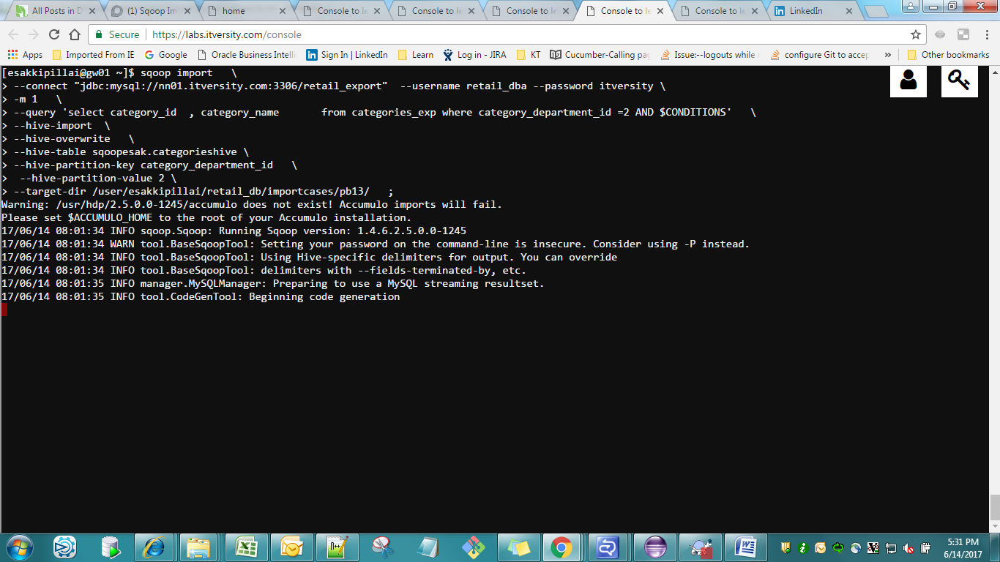 All Posts in D
(1) Sqoop Im
home
Console to le
Console to le
Console to le
Console to le
Console to le
LinkedIn
Secure
https://labs.itversity.com/console
Apps
Imported From IE
Google
Oracle Business Intelli
Sign In | LinkedIn
Learn
Log in - JIRA
KT
Cucumber-Calling pag
Issue:--logouts while
configure Git to accep
»
Other bookmarks
[esakkipillai@gw01 ~]$ sqoop import   \
> --connect "jdbc:mysql://nn01.itversity.com:3306/retail_export"  --username retail_dba --password itversity \
> -m 1   \
> --query 'select category_id  , category_name       from categories_exp where category_department_id =2 AND $CONDITIONS'   \
> --hive-import  \
> --hive-overwrite   \
> --hive-table sqoopesak.categorieshive \
> --hive-partition-key category_department_id   \
>  --hive-partition-value 2 \
> --target-dir /user/esakkipillai/retail_db/importcases/pb13/   ;
Warning: /usr/hdp/2.5.0.0-1245/accumulo does not exist! Accumulo imports will fail.
Please set $ACCUMULO_HOME to the root of your Accumulo installation.
17/06/14 08:01:34 INFO sqoop.Sqoop: Running Sqoop version: 1.4.6.2.5.0.0-1245
17/06/14 08:01:34 WARN tool.BaseSqoopTool: Setting your password on the command-line is insecure. Consider using -P instead.
17/06/14 08:01:34 INFO tool.BaseSqoopTool: Using Hive-specific delimiters for output. You can override
17/06/14 08:01:34 INFO tool.BaseSqoopTool: delimiters with --fields-terminated-by, etc.
17/06/14 08:01:35 INFO manager.MySQLManager: Preparing to use a MySQL streaming resultset.
17/06/14 08:01:35 INFO tool.CodeGenTool: Beginning code generation
5:31 PM
6/14/2017